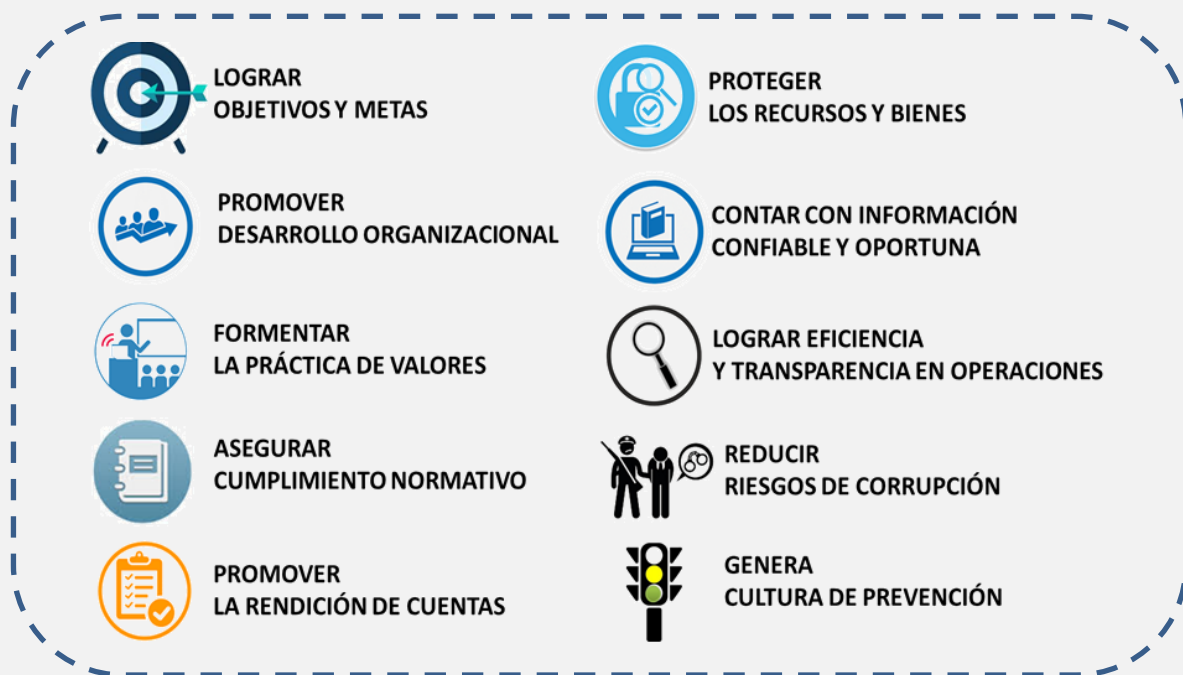 LOGRAR
OBJETIVOS Y METAS
PROMOVER
DESARROLLO ORGANIZACIONAL
FORMENTAR
LA PRÁCTICA DE VALORES
ASEGURAR
CUMPLIMIENTO NORMATIVO
PROMOVER
LA RENDICIÓN DE CUENTAS
PROTEGER
LOS RECURSOS Y BIENES
CONTAR CON INFORMACIÓN
CONFIABLE Y OPORTUNA
LOGRAR EFICIENCIA
Y TRANSPARENCIA EN OPERACIONES
REDUCIR
RIESGOS DE CORRUPCIÓN
GENERA
CULTURA DE PREVENCIÓN